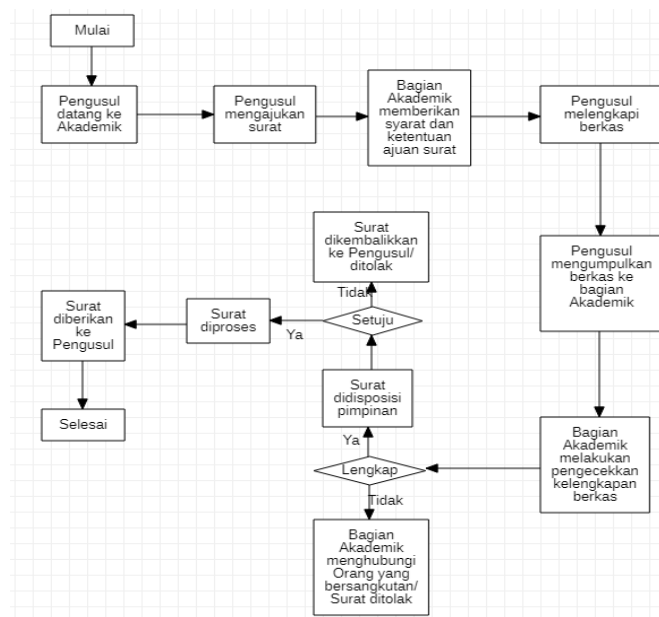 Mulai
Pengusul
datang ke
Akademik
Pengusul
mengajukan
surat
Bagian
Akademik
memberikan
syarat dan
ketentuan
ajuan surat
Pengusul
melengkapi
berkas
Pengusul
mengumpulkan
berkas ke
bagian
Akademik
Bagian
Akademik
melakukan
pengecekkan
kelengkapan
berkas
Lengkap
Tidak
Bagian
Akademik
menghubungi
Orang yang
bersangkutan/
Surat ditolak
Ya
Surat
didisposisi
pimpinan
Setuju
Tidak
Surat
dikembalikkan
ke Pengusul/
ditolak
Ya
Surat
diproses
Surat
diberikan
ke
Pengusul
Selesai